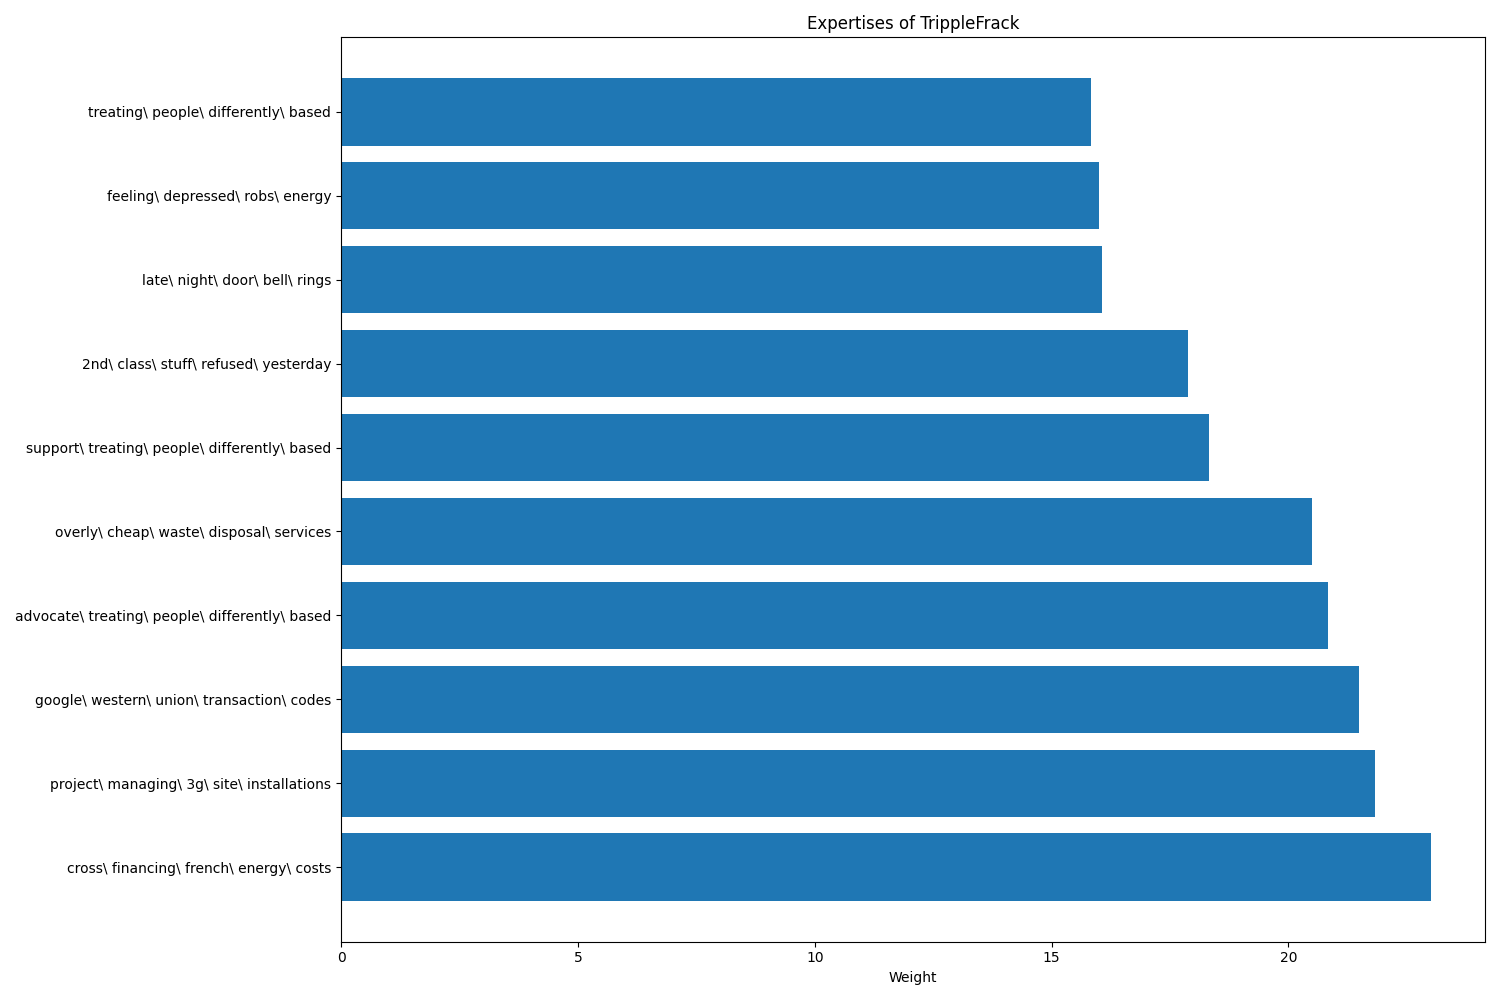 Expertises of TrippleFrack
treating\ people\ differently\ based
feeling\ depressed\ robs\ energy
late\ night\ door\ bell\ rings
2nd\ class\ stuff\ refused\ yesterday
support\ treating\ people\ differently\ based
overly\ cheap\ waste\ disposal\ services
advocate\ treating\ people\ differently\ based
google\ western\ union\ transaction\ codes
project\ managing\ 3g\ site\ installations
cross\ financing\ french\ energy\ costs
0 5 10 15 20
Weight